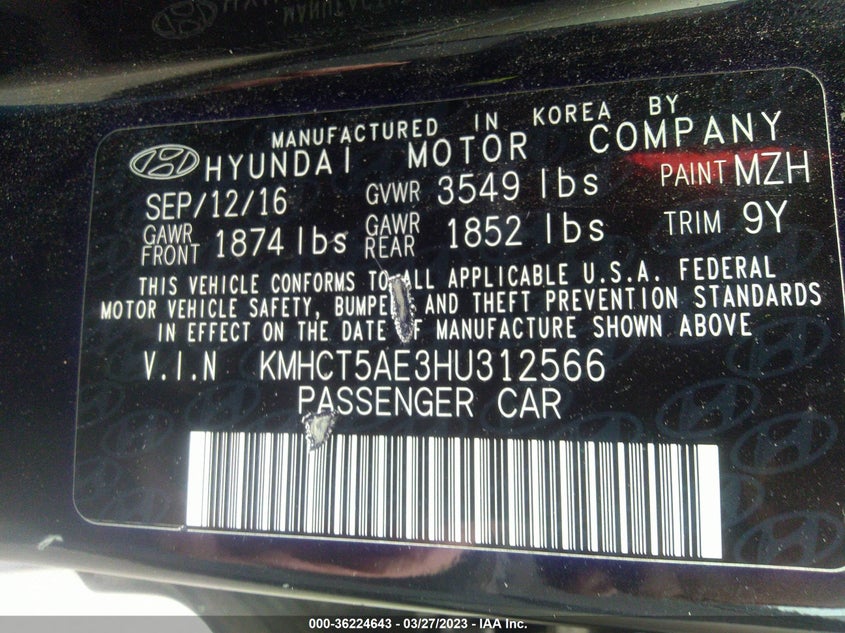 MANUFACTURED IN KOREA BY
HYUNDAI MOTOR COMPANY
SEP/12/16 GVWR 3549 lbs PAINT MZH
GAWR FRONT 1874 lbs GAWR REAR 1852 lbs TRIM 9Y
THIS VEHICLE CONFORMS TO ALL APPLICABLE U.S.A. FEDERAL
MOTOR VEHICLE SAFETY, BUMPE AND THEFT PREVENTION STANDARDS
IN EFFECT ON THE DATE F MANUFACTURE SHOWN ABOVE
V.I.N KMHCT5AE3HU312566
PASSENGER CAR
000-36224643 - 03/27/2023 - IAA Inc.